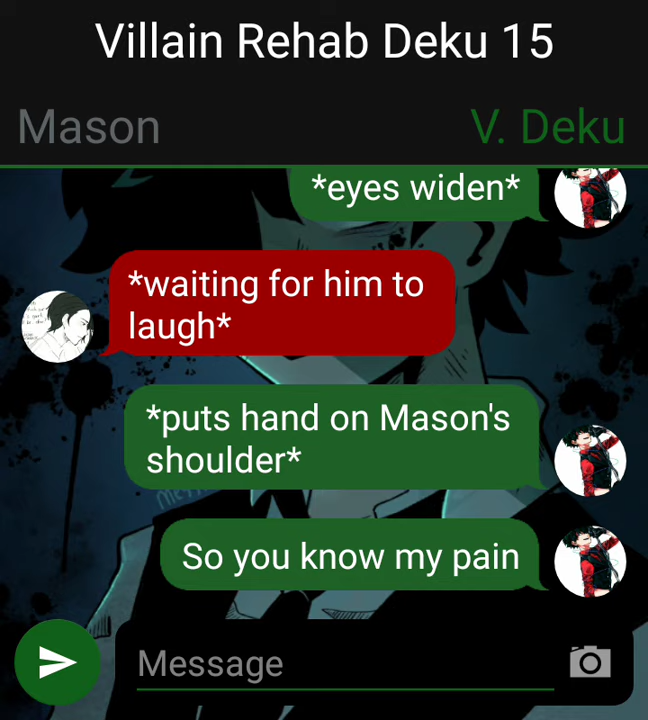 Villain Rehab Deku 15
Mason
V. Deku
*eyes widen*
*waiting for him to
laugh*
*puts hand on Mason's
shoulder*
So you know my pain
Message